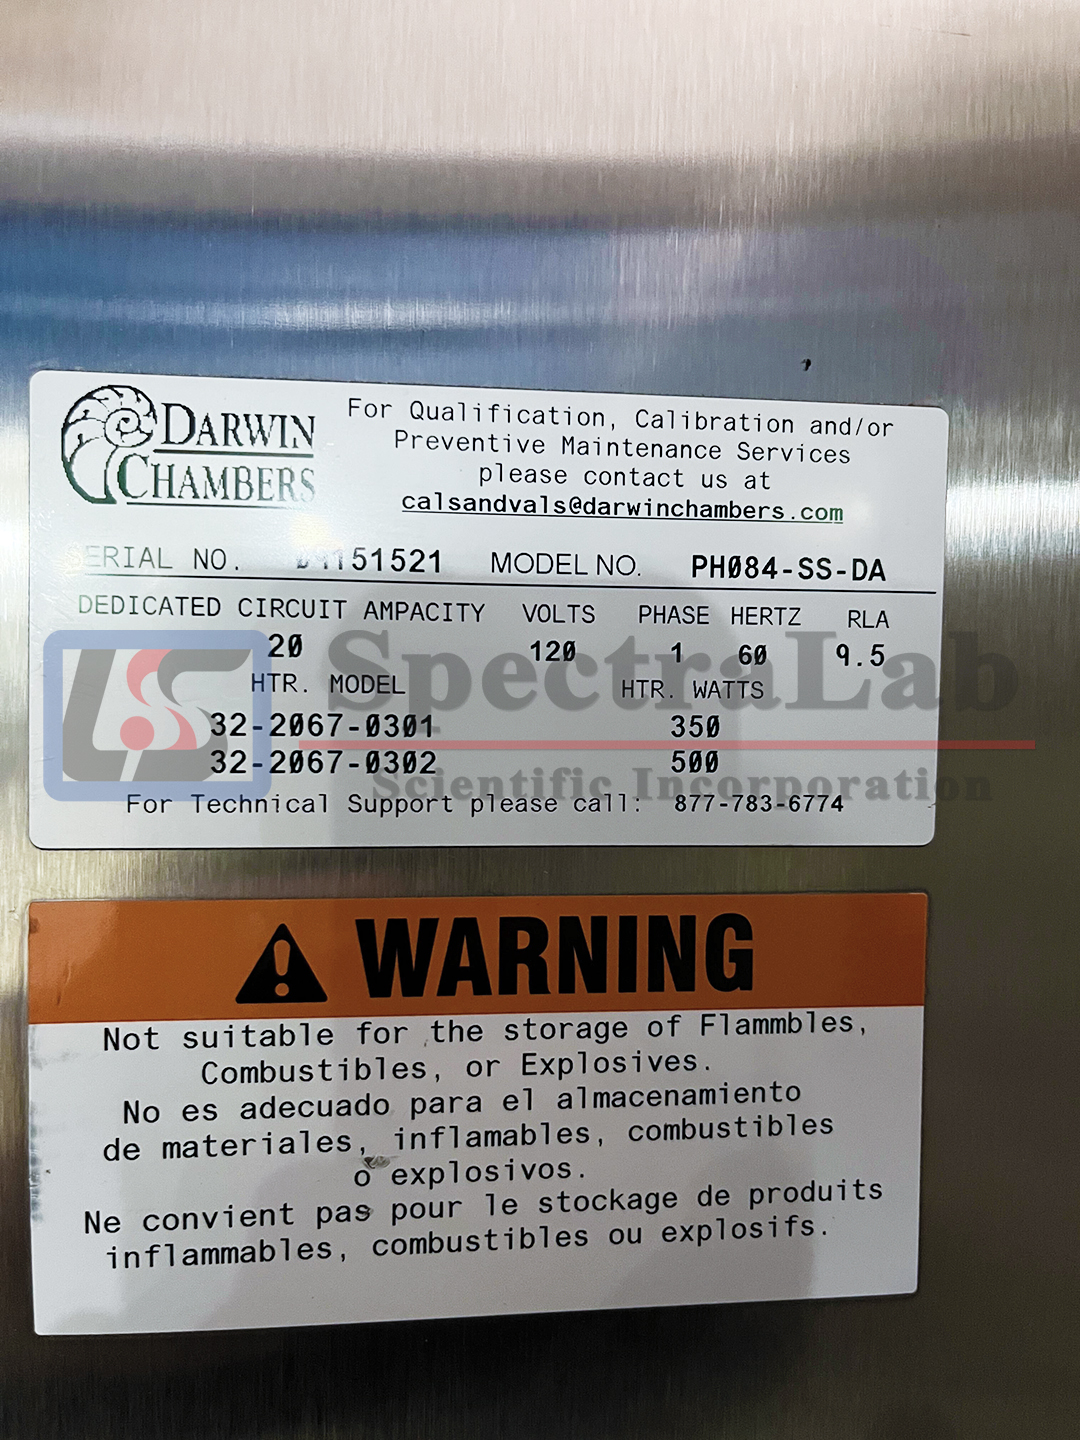 DARWIN
CHAMBERS
For Qualification, Calibration and/or
Preventive Maintenance Services
please contact us at
calsandvals@darwinchambers.com
SERIAL NO. MODEL NO. PH084-SS-DA
DEDICATED CIRCUIT AMPACITY VOLTS PHASE HERTZ RLA
20 120 1 60 9.5
HTR. MODEL HTR. WATTS
32-2067-0301 350
32-2067-0302 500
For Technical Support please call: 877-783-6774
LS
SpectraLab
Scientific Incorporation
WARNING
Not suitable for the storage of Flammbles,
Combustibles, or Explosives.
No es adecuado para el almacenamiento
de materiales, inflamables, combustibles
o explosivos.
Ne convient pas pour le stockage de produits
inflammables, combustibles ou explosifs.